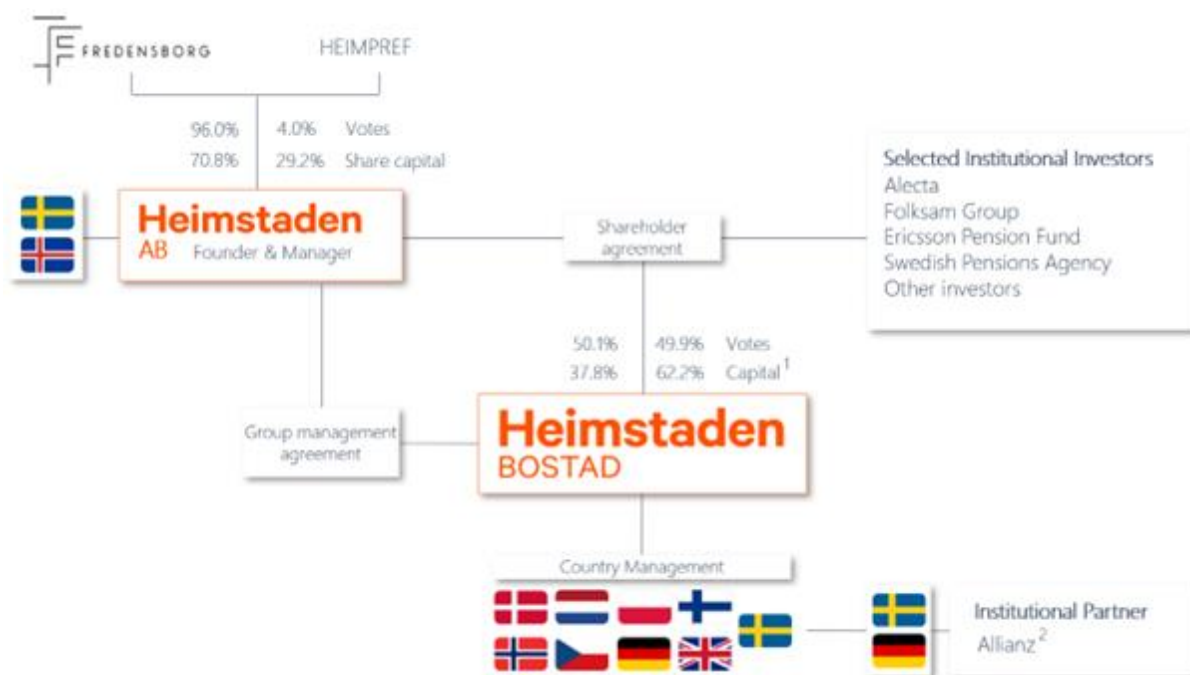 FREDENSBORG
HEIMPREF
96.0% 4.0% Votes
70.8% 29.2% Share capital
Heimstaden
AB Founder & Manager
Shareholder
agreement
Selected Institutional Investors
Alecta
Folksam Group
Ericsson Pension Fund
Swedish Pensions Agency
Other investors
50.1% 49.9% Votes
37.8% 62.2% Capital 1
Group management
agreement
Heimstaden
BOSTAD
Country Management
Institutional Partner
Allianz 2